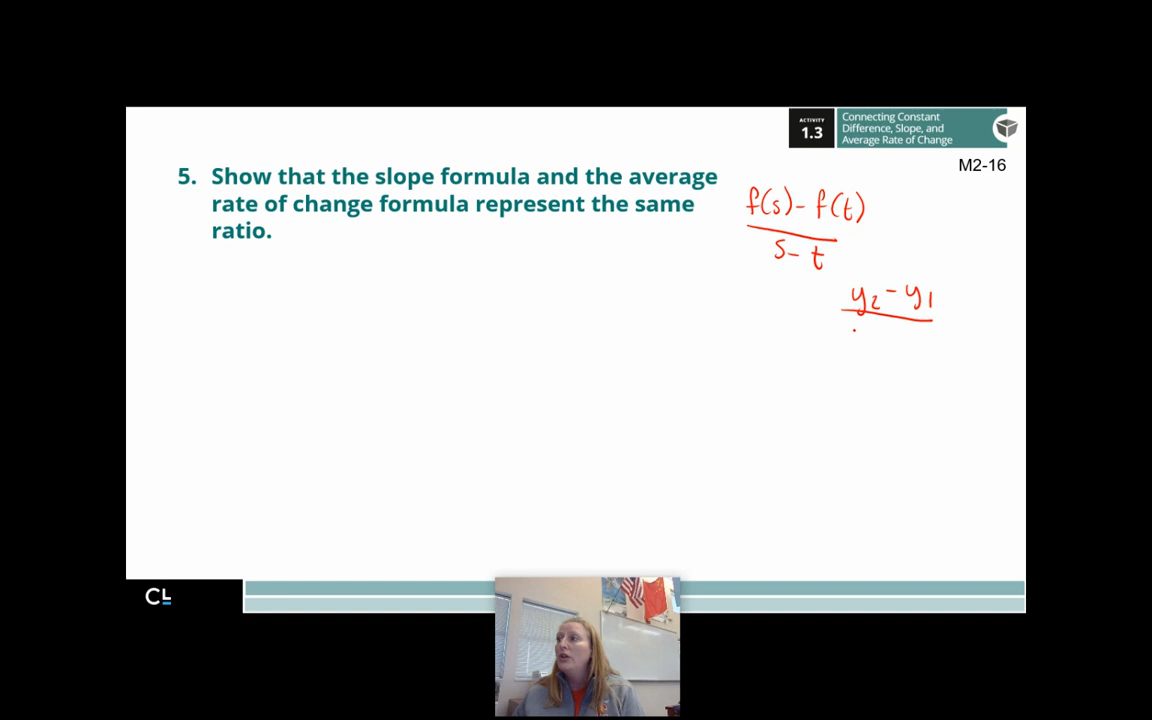 ACTIVITY
1.3
Connecting Constant
Difference, Slope, and
Average Rate of Change
M2-16
5. Show that the slope formula and the average
rate of change formula represent the same
ratio.
f(s) - f(t)
s - t
y₂ - y₁
CL